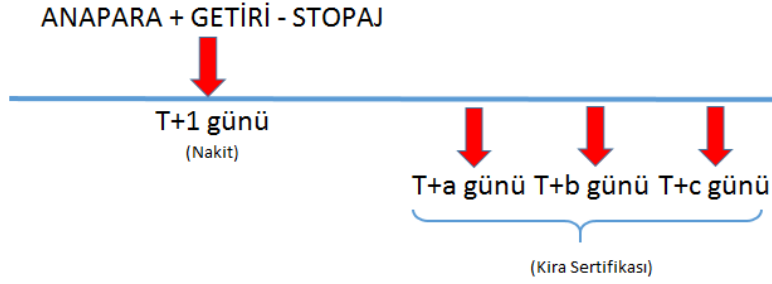 ANAPARA + GETİRİ - STOPAJ
T+1 günü
(Nakit)
T+a günü T+b günü T+c günü
(Kira Sertifikası)